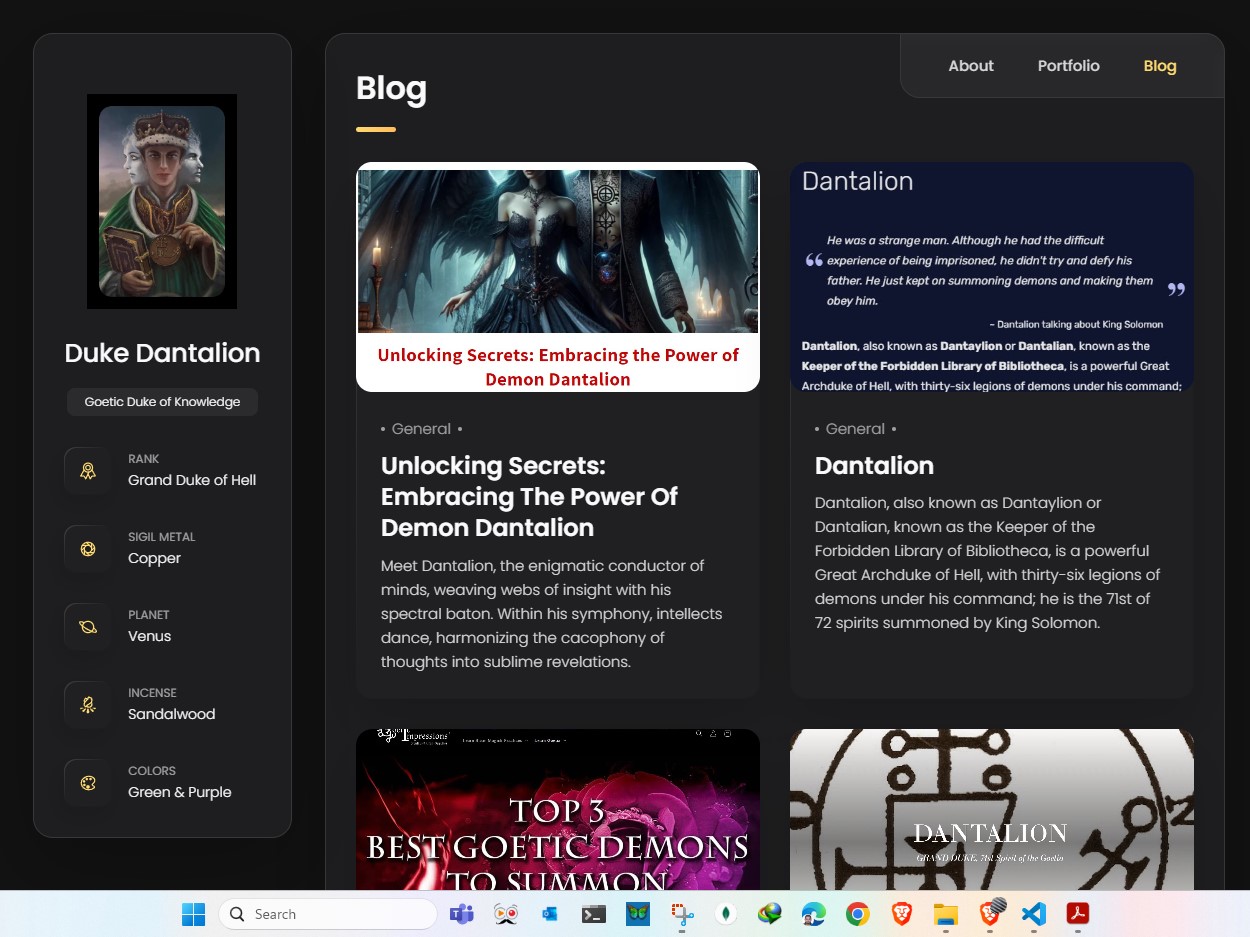 Duke Dantalion
Goetic Duke of Knowledge
RANK
Grand Duke of Hell
SIGIL METAL
Copper
PLANET
Venus
INCENSE
Sandalwood
COLORS
Green & Purple
About Portfolio Blog
Blog
Unlocking Secrets: Embracing the Power of
Demon Dantalion
• General •
Unlocking Secrets:
Embracing The Power Of
Demon Dantalion
Meet Dantalion, the enigmatic conductor of
minds, weaving webs of insight with his
spectral baton. Within his symphony, intellects
dance, harmonizing the cacophony of
thoughts into sublime revelations.
Dantalion
“ He was a strange man. Although he had the difficult
experience of being imprisoned, he didn't try and defy his
father. He just kept on summoning demons and making them
obey him. ”
– Dantalion talking about King Solomon
Dantalion, also known as Dantaylion or Dantalian, known as the
Keeper of the Forbidden Library of Bibliotheca, is a powerful Great
Archduke of Hell, with thirty-six legions of demons under his command;
• General •
Dantalion
Dantalion, also known as Dantaylion or
Dantalian, known as the Keeper of the
Forbidden Library of Bibliotheca, is a powerful
Great Archduke of Hell, with thirty-six legions of
demons under his command; he is the 71st of
72 spirits summoned by King Solomon.
Impressions
TOP 3
BEST GOETIC DEMONS
TO SUMMON
DANTALION
GRAND DUKE, 71st Spirit of the Goetia
Search